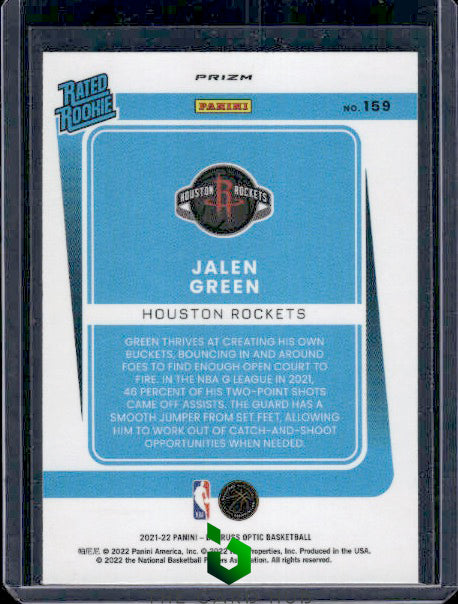 PRIZM
RATED ROOKIE
PANINI
NO. 159
HOUSTON ROCKETS
JALEN
GREEN
HOUSTON ROCKETS
GREEN THRIVES AT CREATING HIS OWN
BUCKETS, BOUNCING IN AND AROUND
FOES TO FIND ENOUGH OPEN COURT TO
FIRE. IN THE NBA G LEAGUE IN 2021,
46 PERCENT OF HIS TWO-POINT SHOTS
CAME OFF ASSISTS. THE GUARD HAS A
SMOOTH JUMPER FROM SET FEET, ALLOWING
HIM TO WORK OUT OF CATCH-AND-SHOOT
OPPORTUNITIES WHEN NEEDED.
2021-22 PANINI – OPTIC BASKETBALL
帕尼尼 © 2022 Panini America, Inc. © Properties, Inc. Produced in the USA.
© 2022 the National Basketball Association. All rights reserved.